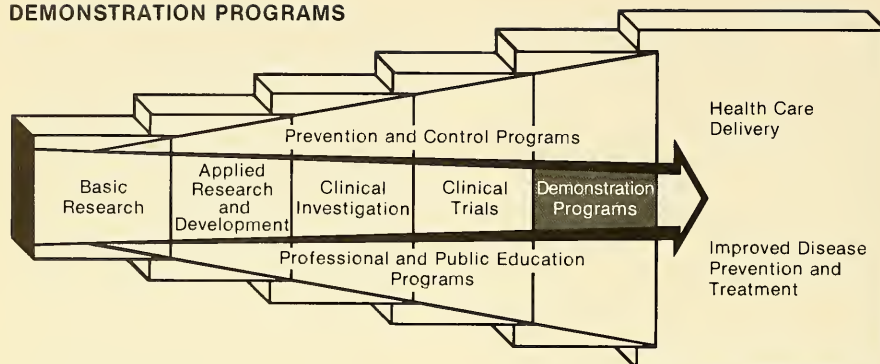 DEMONSTRATION PROGRAMS
Prevention and Control Programs
Basic
Research
Applied
Research
and
Development
Clinical
Investigation
Clinical
Trials
Demonstration
Programs
Professional and Public Education
Programs
Health Care
Delivery
Improved Disease
Prevention and
Treatment